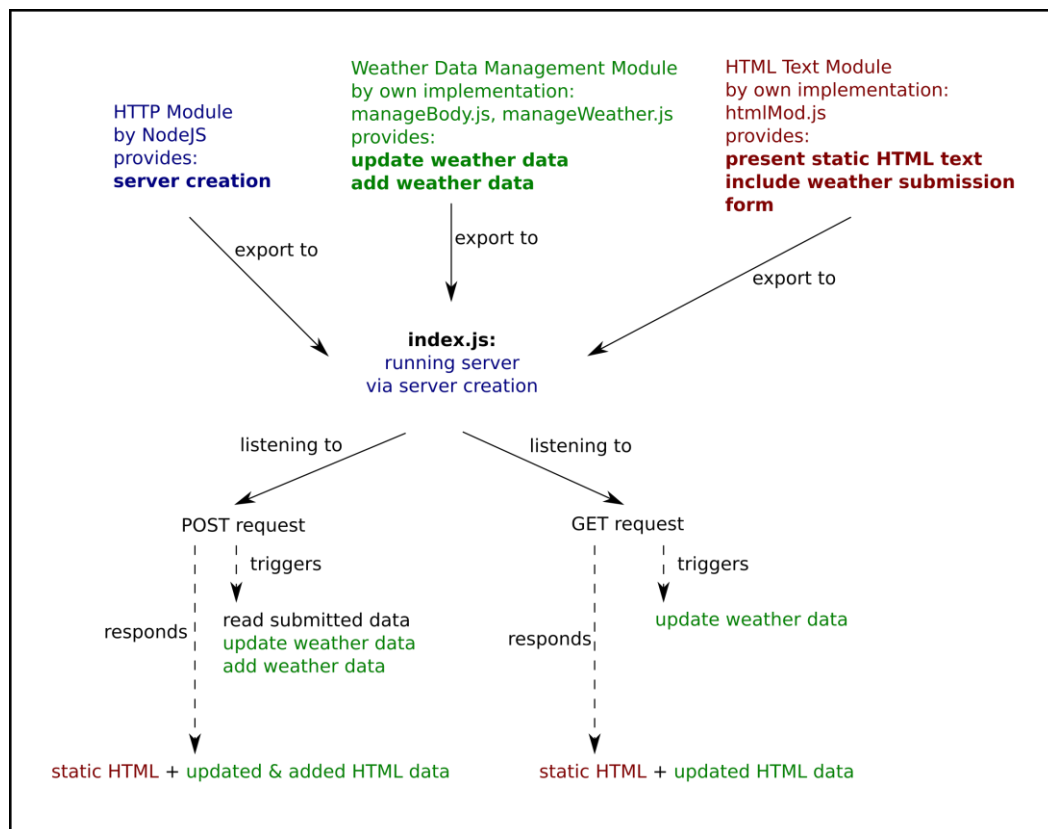 HTTP Module
by NodeJS
provides:
server creation
Weather Data Management Module
by own implementation:
manageBody.js, manageWeather.js
provides:
update weather data
add weather data
HTML Text Module
by own implementation:
htmlMod.js
provides:
present static HTML text
include weather submission
form
export to
export to
export to
index.js:
running server
via server creation
listening to
listening to
POST request
GET request
triggers
triggers
responds
read submitted data
update weather data
add weather data
responds
update weather data
static HTML + updated & added HTML data
static HTML + updated HTML data